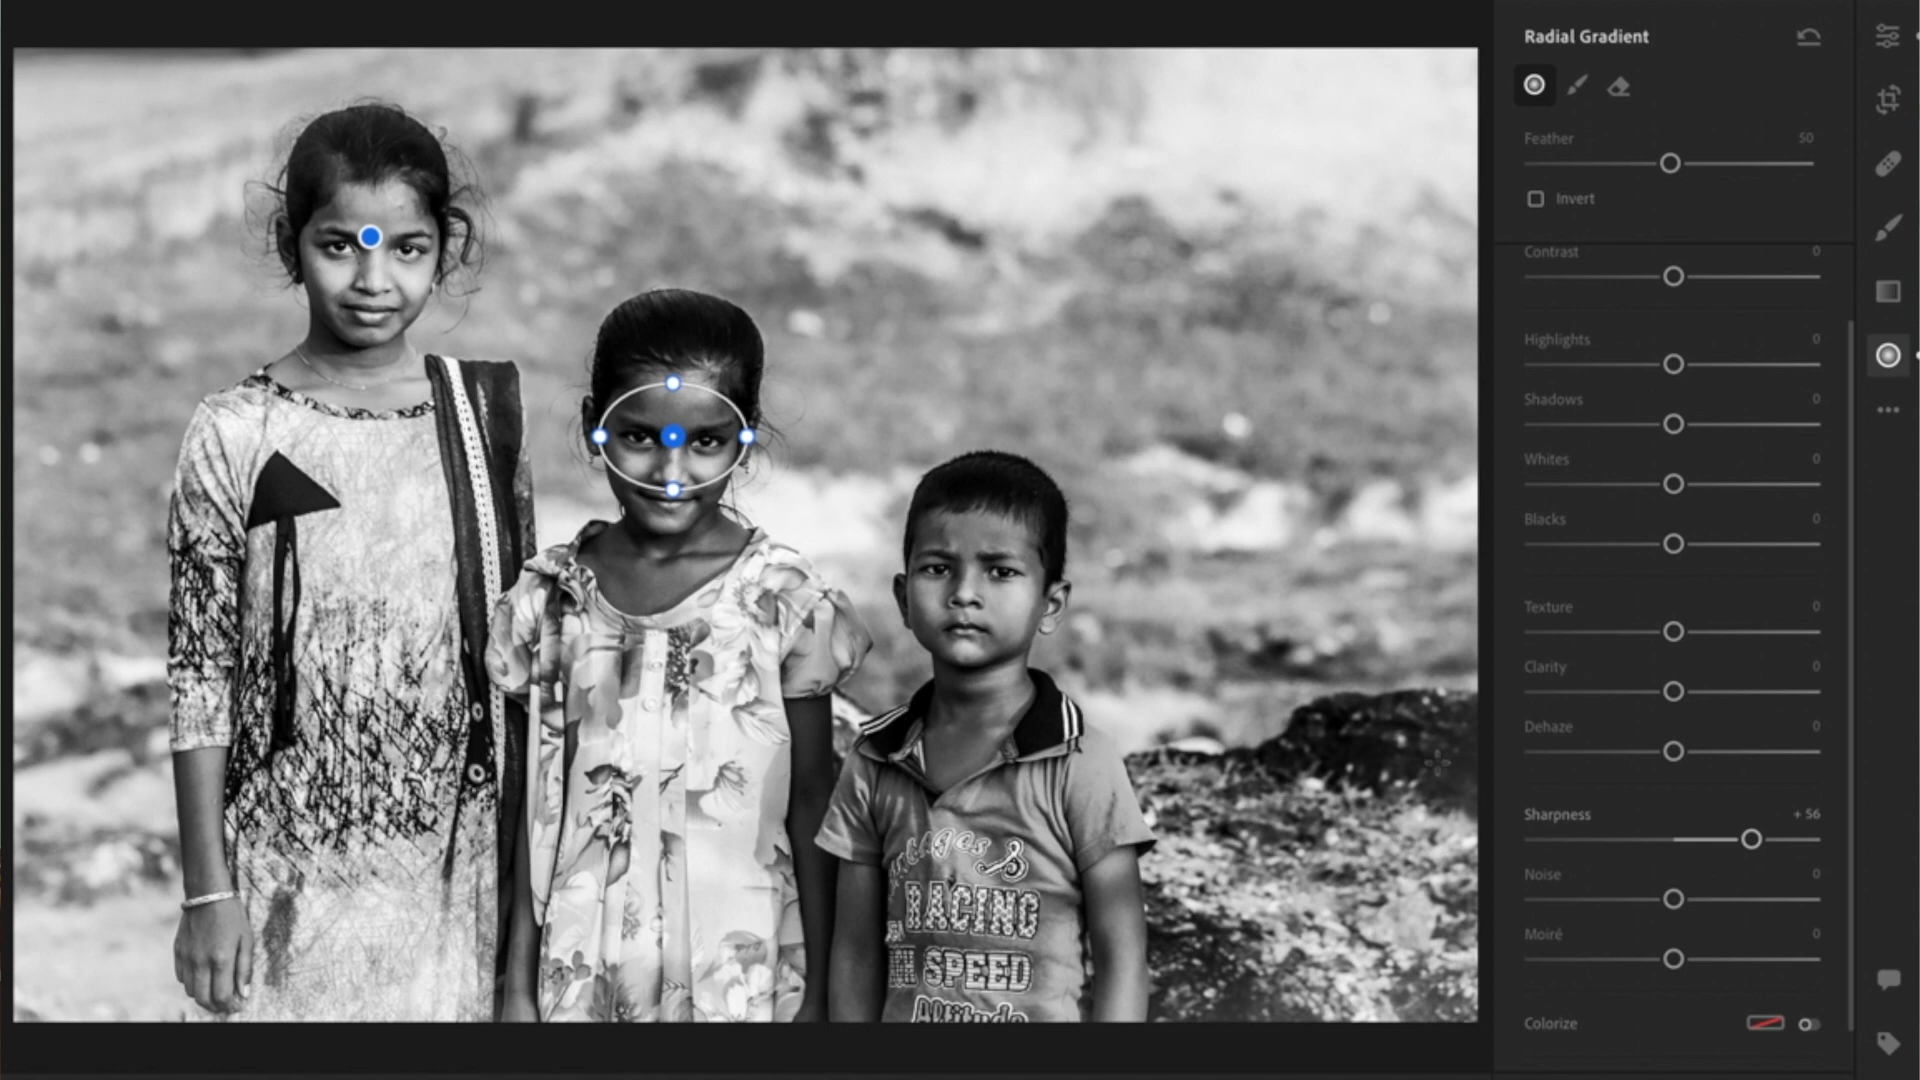 Radial Gradient
Feather 50
Invert
Contrast 0
Highlights 0
Shadows 0
Whites 0
Blacks 0
Texture 0
Clarity 0
Dehaze 0
Sharpness + 56
Noise 0
Moiré 0
Colorize
RACING
SPEED
Attitude